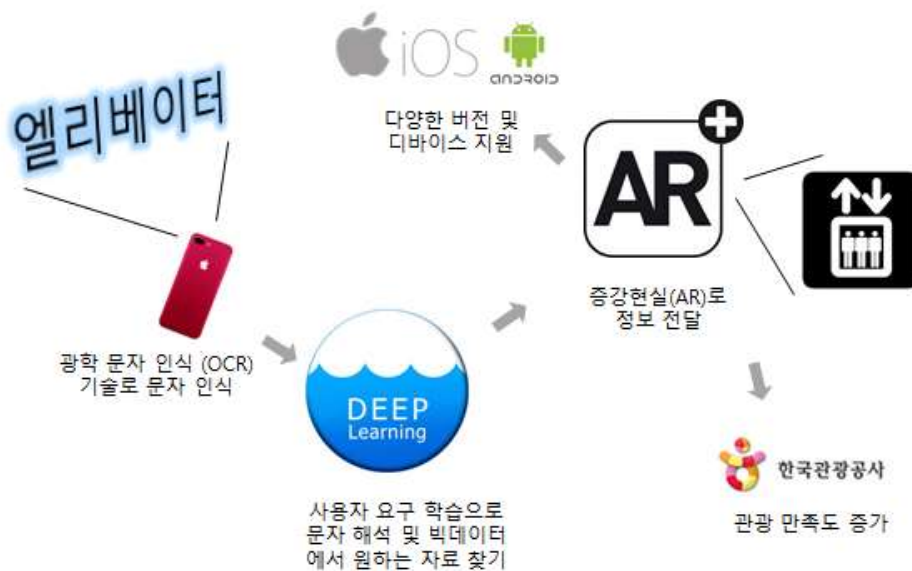 엘리베이터
iOS
ANDROID
다양한 버전 및
디바이스 지원
AR
증강현실(AR)로
정보 전달
광학 문자 인식 (OCR)
기술로 문자 인식
DEEP
Learning
사용자 요구 학습으로
문자 해석 및 빅데이터
에서 원하는 자료 찾기
한국관광공사
관광 만족도 증가